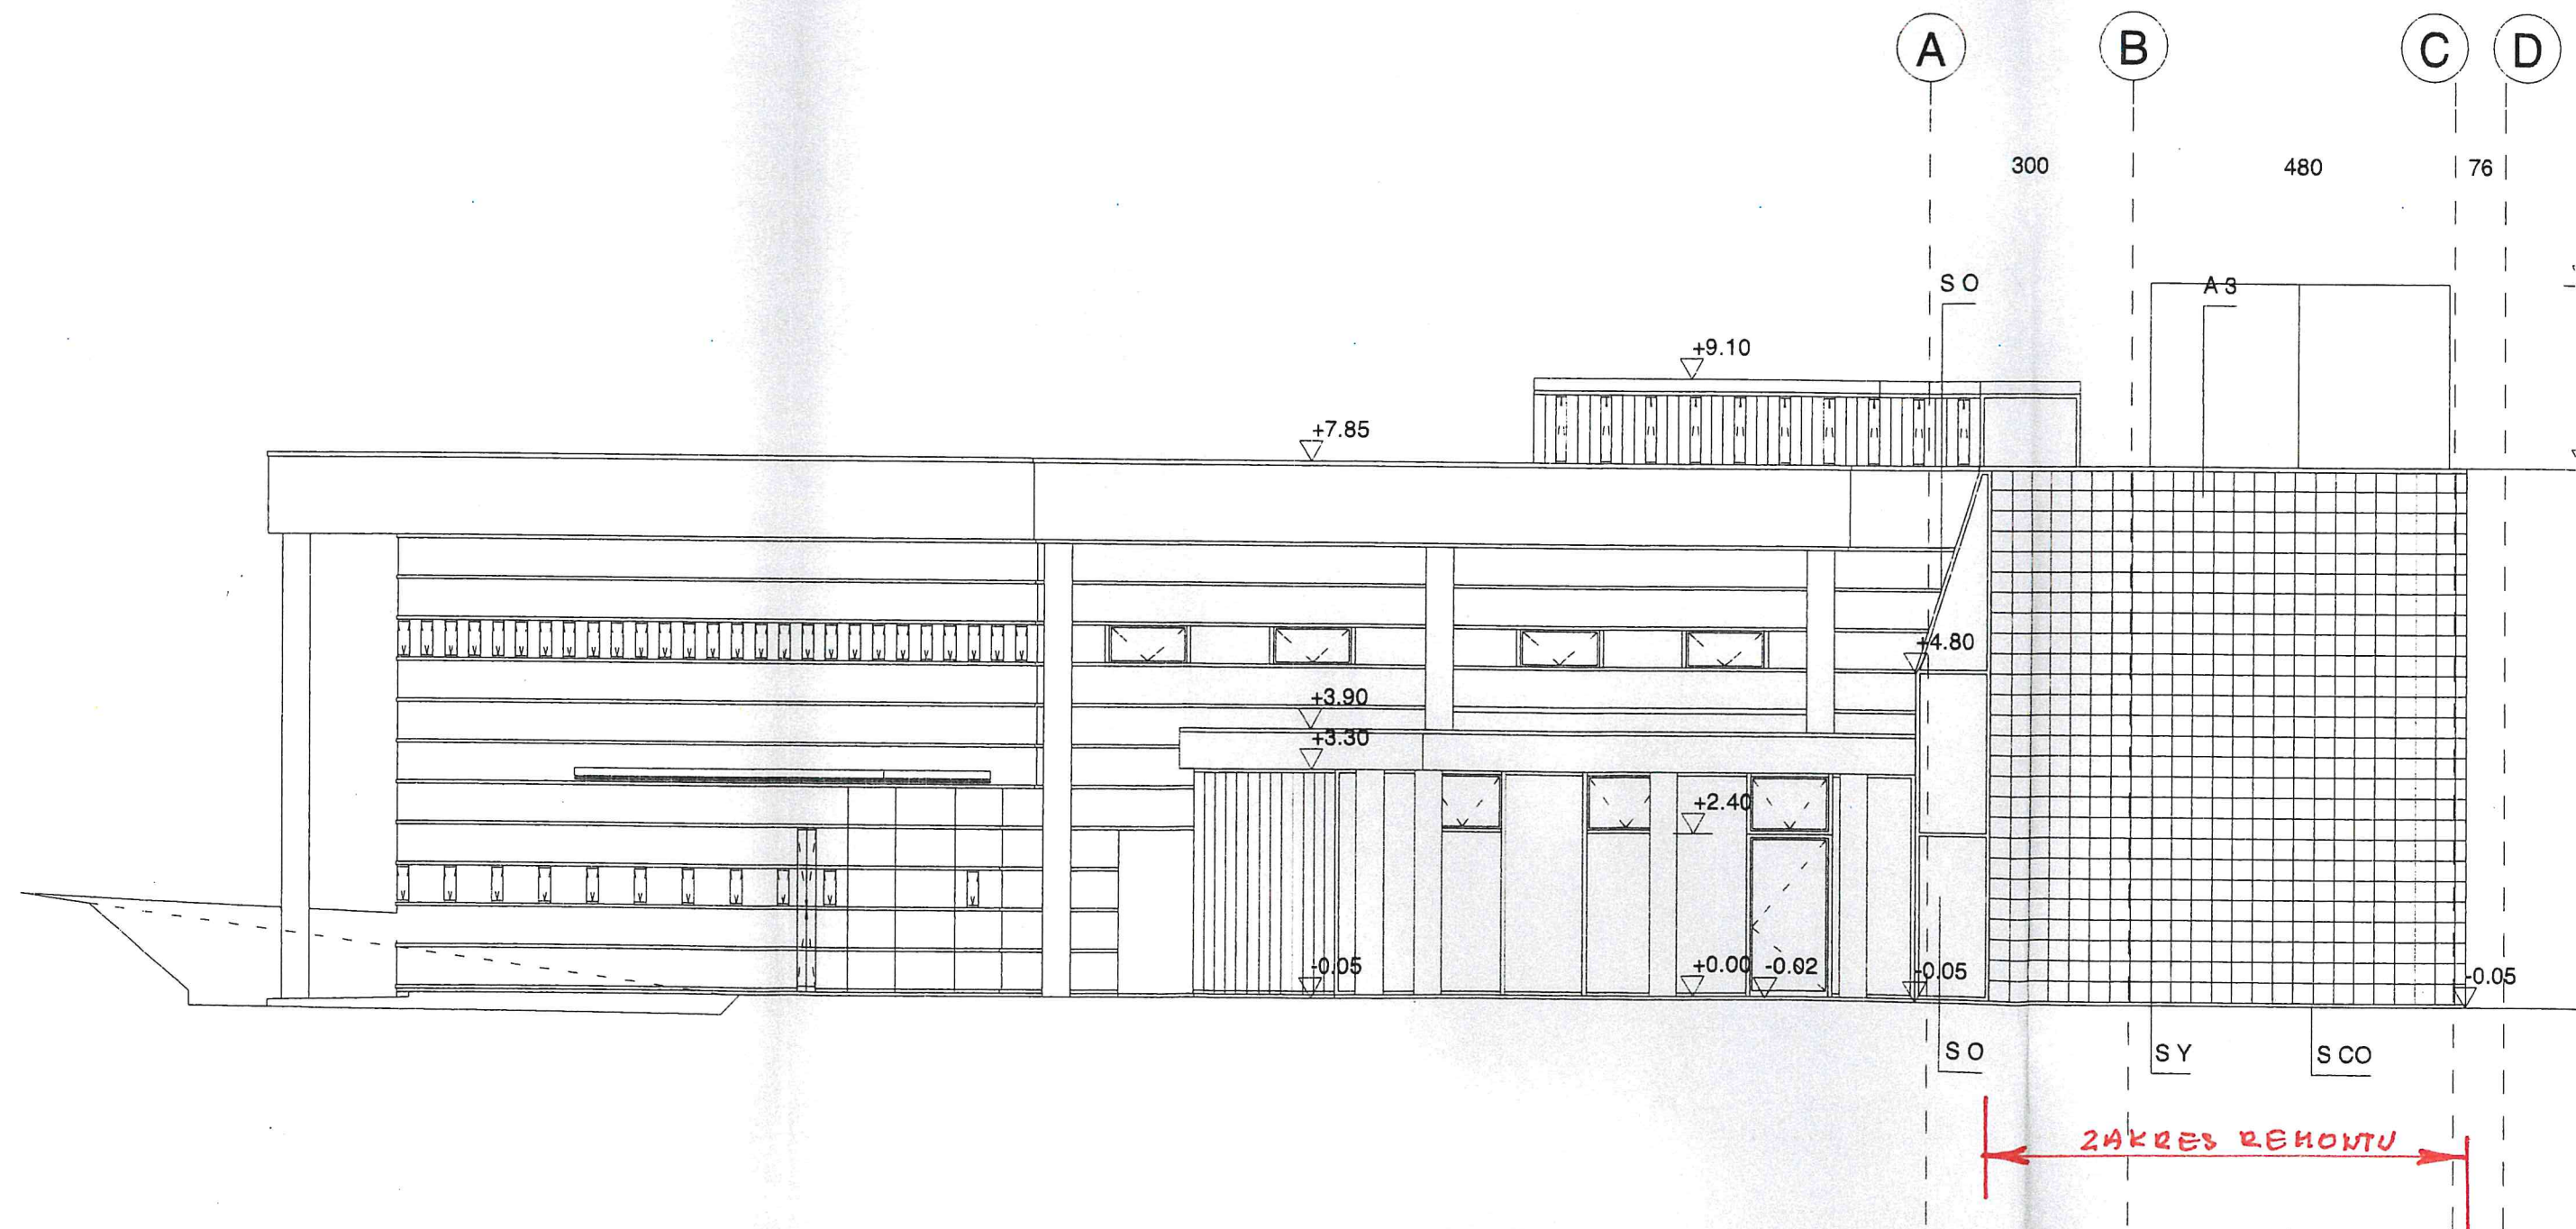 A B C D
300 480 76
S O
A 3
+9.10
+7.85
+4.80
+3.90
+3.30
+2.40
-0.05 +0.00 -0.02 -0.05 -0.05
S O S Y S CO
ZAKRES REMONTU